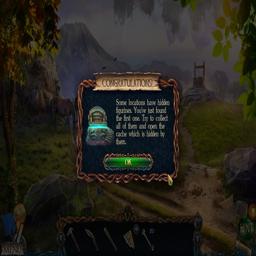 CONGRATULATIONS
Some locations have hidden
figurines. You've just found
the first one. Try to collect
all of them and open the
cache which is hidden by
them.
OK